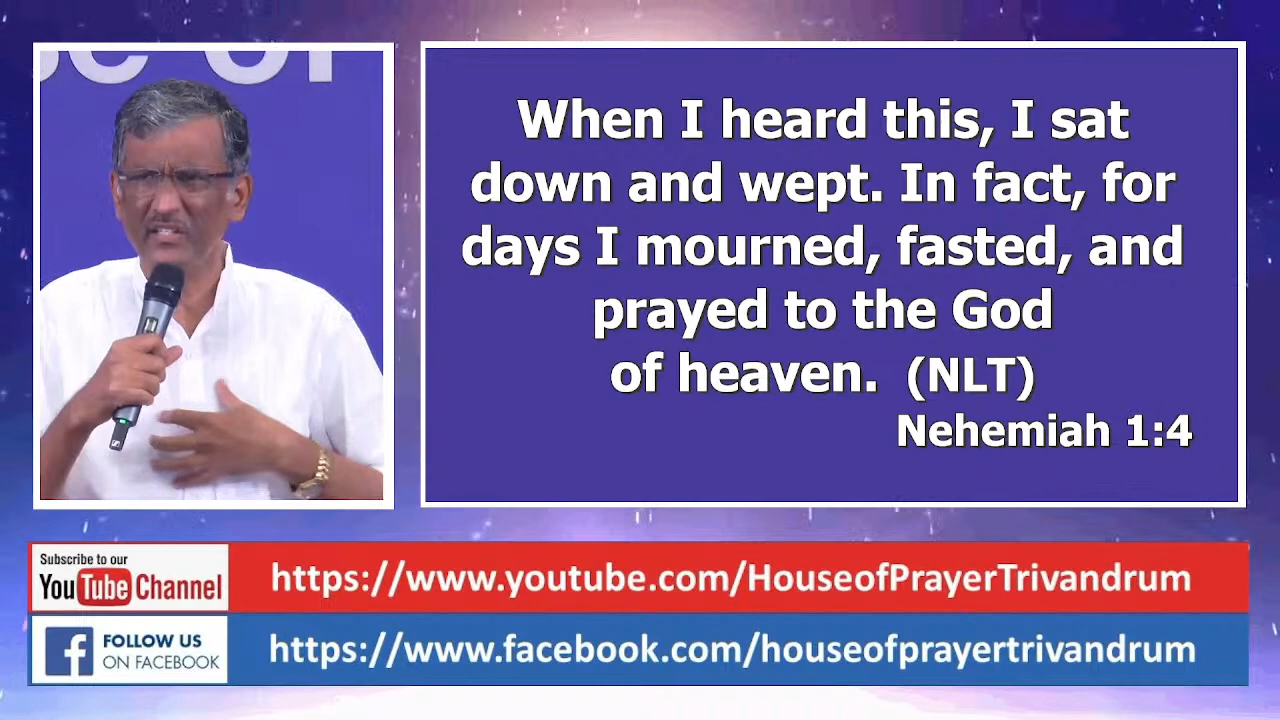 se of
When I heard this, I sat
down and wept. In fact, for
days I mourned, fasted, and
prayed to the God
of heaven. (NLT)
Nehemiah 1:4
Subscribe to our
YouTube Channel
https://www.youtube.com/HouseofPrayerTrivandrum
FOLLOW US
ON FACEBOOK
https://www.facebook.com/houseofprayertrivandrum